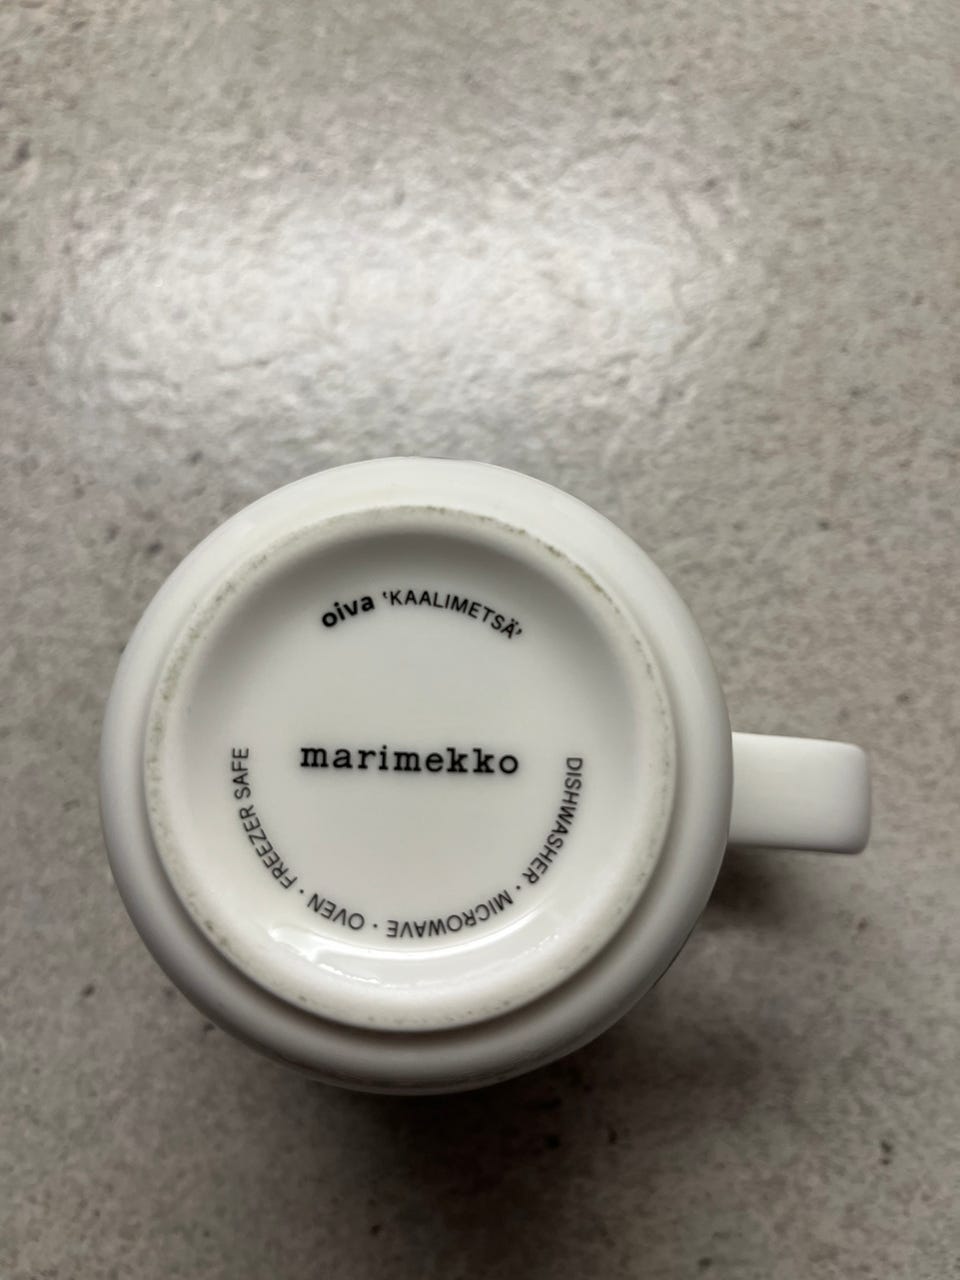 oiva 'KAALIMETSÄ'
marimekko
DISHWASHER · MICROWAVE · OVEN · FREEZER SAFE